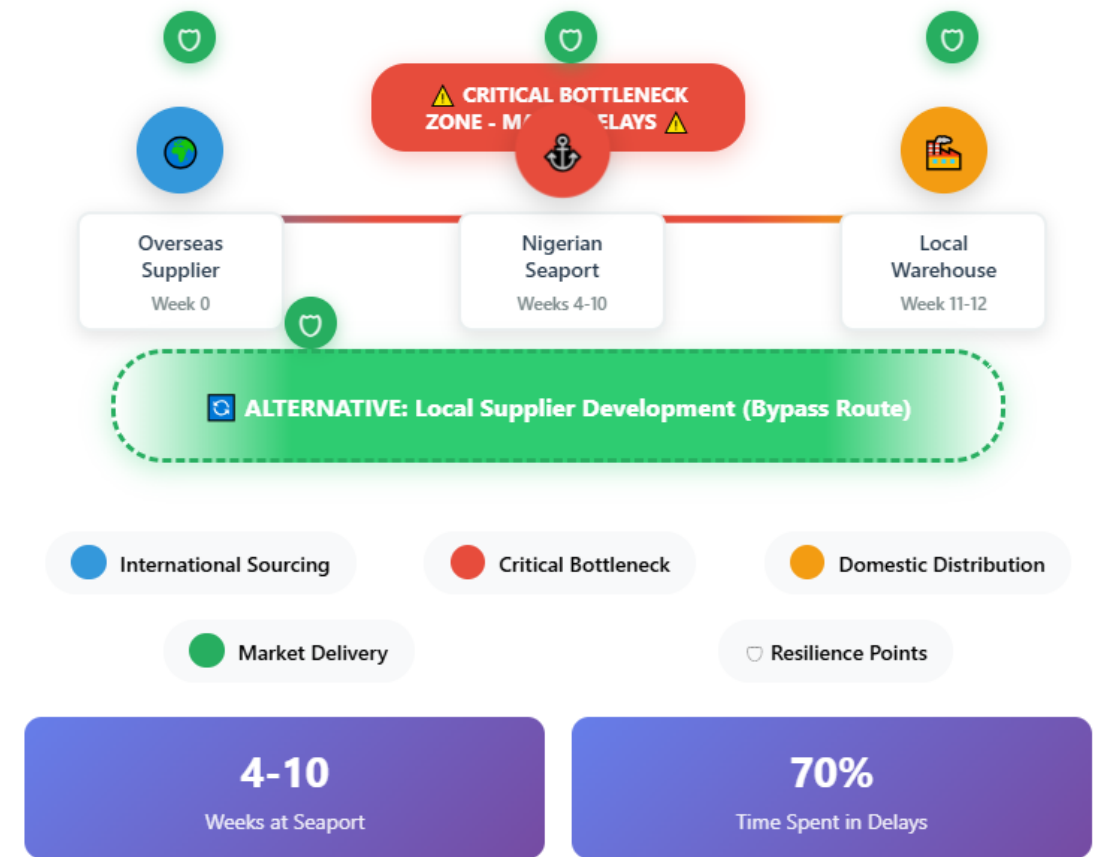 ⚠️ CRITICAL BOTTLENECK
ZONE - MA ELAYS ⚠️
Overseas
Supplier
Week 0
Nigerian
Seaport
Weeks 4-10
Local
Warehouse
Week 11-12
ALTERNATIVE: Local Supplier Development (Bypass Route)
International Sourcing
Critical Bottleneck
Domestic Distribution
Market Delivery
Resilience Points
4-10
Weeks at Seaport
70%
Time Spent in Delays